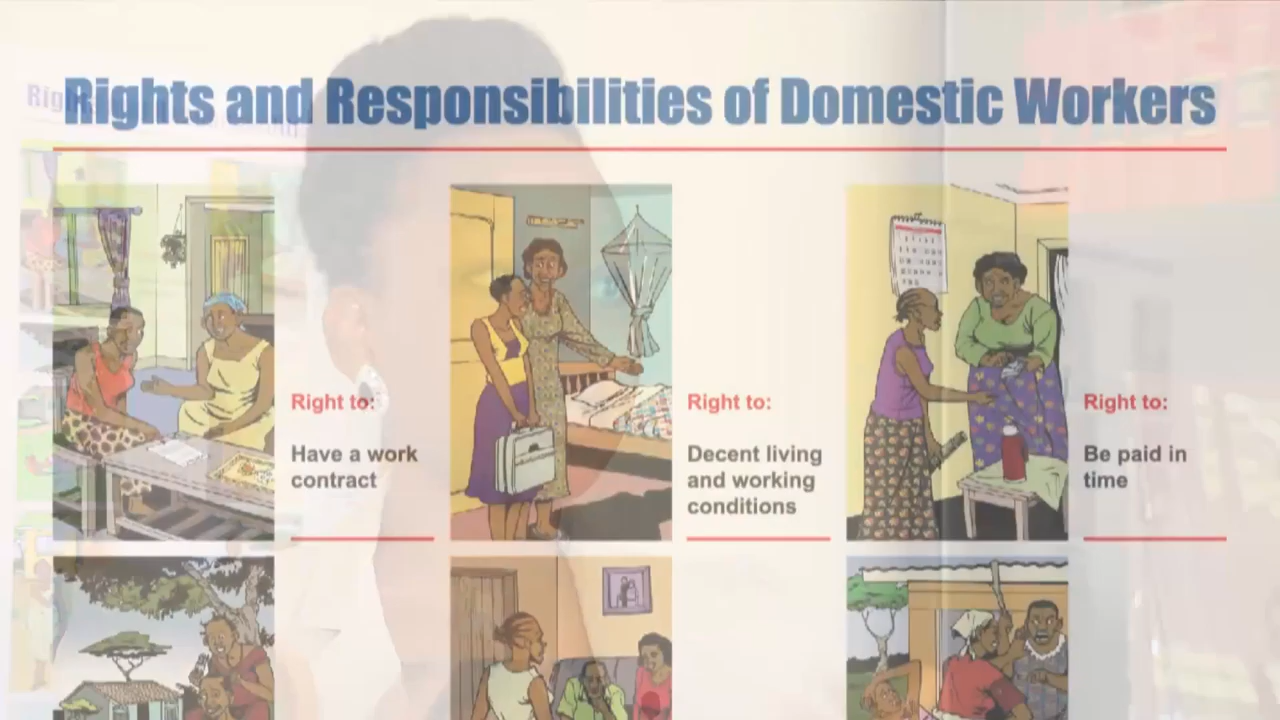 Rights and Responsibilities of Domestic Workers
Right to:
Have a work
contract
Right to:
Decent living
and working
conditions
Right to:
Be paid in
time